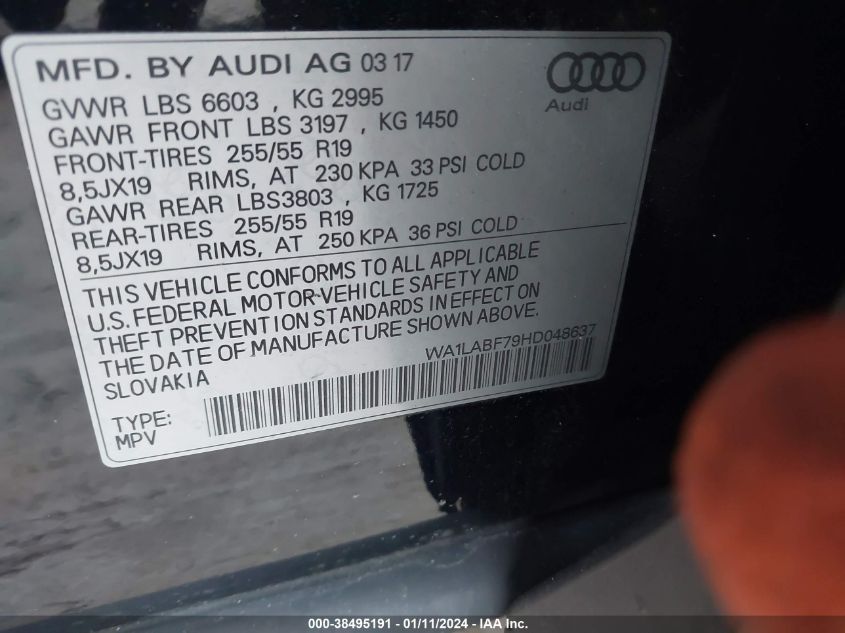 MFD. BY AUDI AG 03 17
Audi
GVWR LBS 6603 , KG 2995
GAWR FRONT LBS 3197 , KG 1450
FRONT-TIRES 255/55 R19
8,5JX19 RIMS, AT 230 KPA 33 PSI COLD
GAWR REAR LBS3803 , KG 1725
REAR-TIRES 255/55 R19
8,5JX19 RIMS, AT 250 KPA 36 PSI COLD
THIS VEHICLE CONFORMS TO ALL APPLICABLE
U.S. FEDERAL MOTOR-VEHICLE SAFETY AND
THEFT PREVENTION STANDARDS IN EFFECT ON
THE DATE OF MANUFACTURE SHOWN ABOVE.
SLOVAKIA
WA1LABF79HD048637
TYPE:
MPV
000-38495191 - 01/11/2024 - IAA Inc.